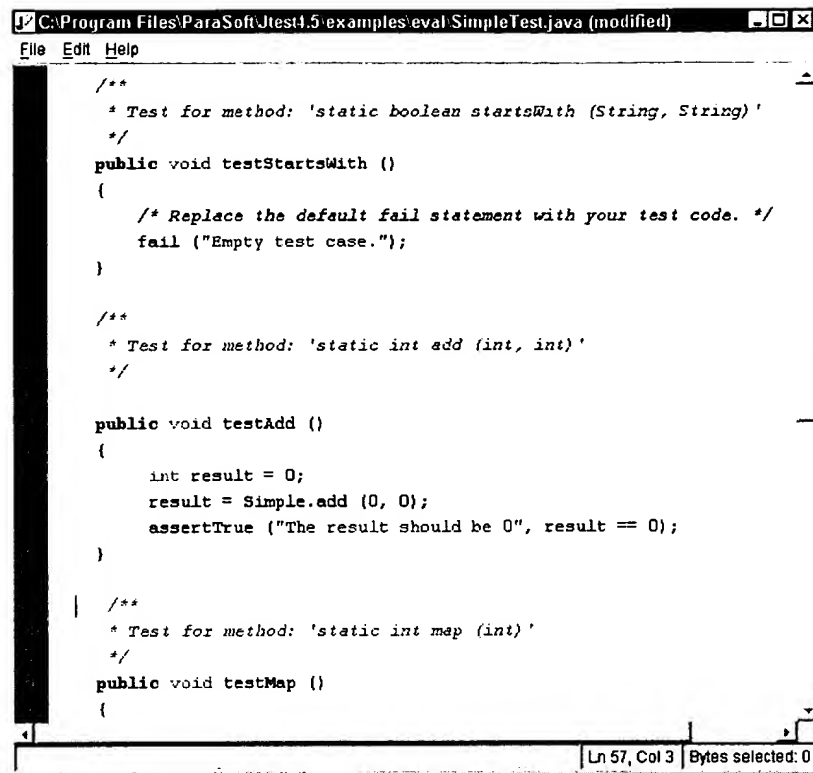 C:\Program Files\ParaSoft\Jtest4.5\examples\eval\SimpleTest.java (modified)
File Edit Help
/**
* Test for method: 'static boolean startsWith (String, String)'
*/
public void testStartsWith ()
{
/* Replace the default fail statement with your test code. */
fail ("Empty test case.");
}
/**
* Test for method: 'static int add (int, int)'
*/
public void testAdd ()
{
int result = 0;
result = Simple.add (0, 0);
assertTrue ("The result should be 0", result == 0);
}
/**
* Test for method: 'static int map (int)'
*/
public void testMap ()
{
Ln 57, Col 3 Bytes selected: 0